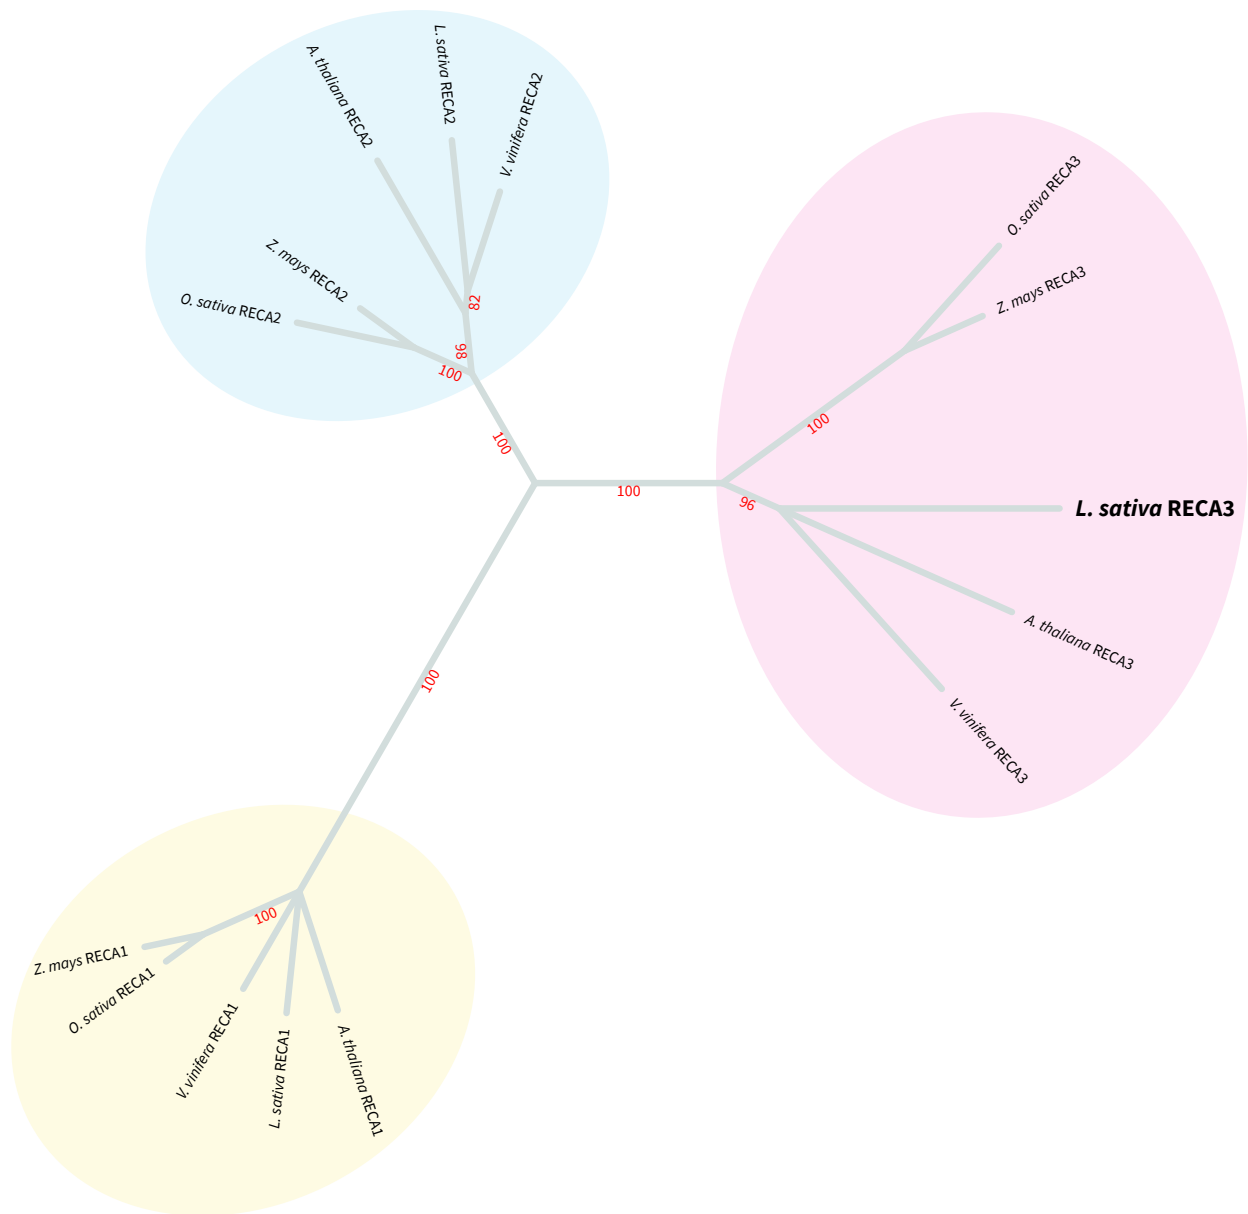 L. sativa RECA2
A. thaliana RECA2
V. vinifera RECA2
Z. mays RECA2
O. sativa RECA2
82
98
100
100
O. sativa RECA3
Z. mays RECA3
100
100
96
L. sativa RECA3
A. thaliana RECA3
V. vinifera RECA3
100
100
Z. mays RECA1
O. sativa RECA1
V. vinifera RECA1
L. sativa RECA1
A. thaliana RECA1